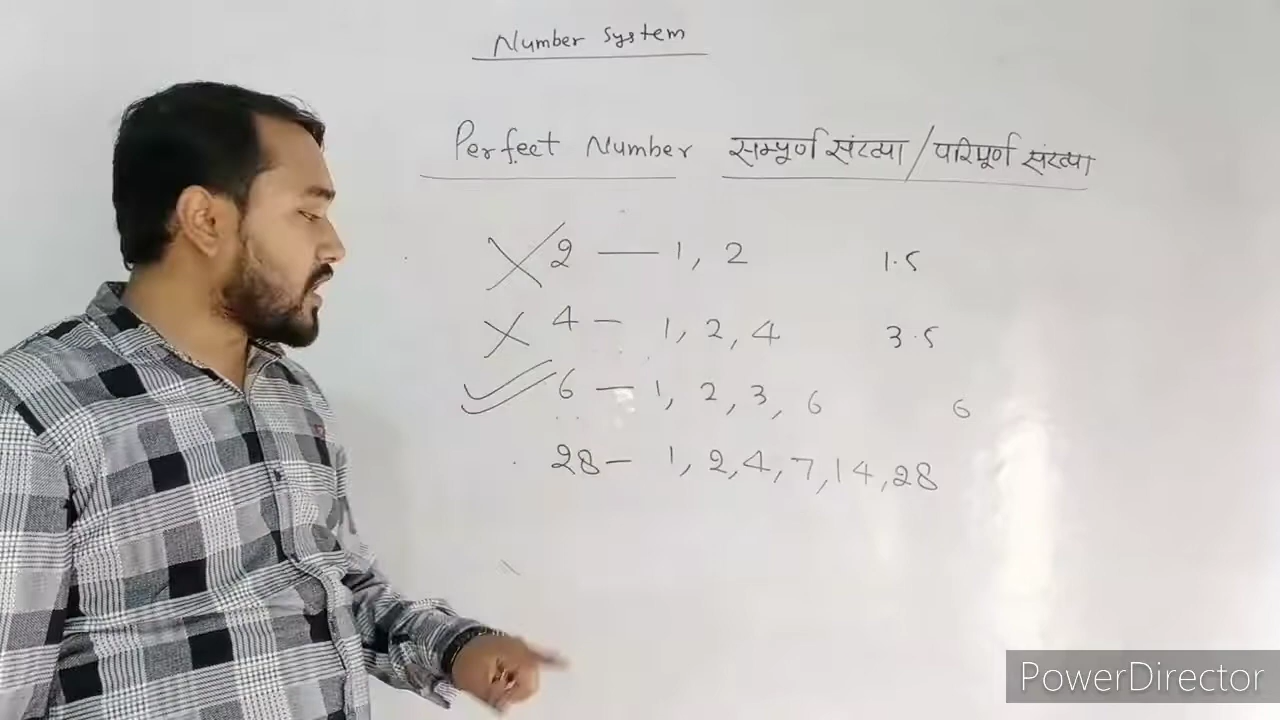 Number System
Perfect Number सम्पूर्ण संख्या / परिपूर्ण संख्या
2 — 1, 2 1.5
4 — 1, 2, 4 3.5
6 — 1, 2, 3, 6 6
28 — 1, 2, 4, 7, 14, 28
PowerDirector